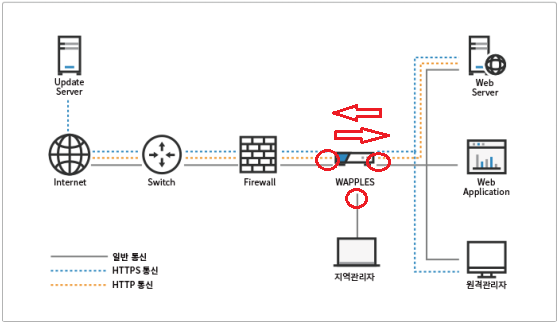 Update
Server
Web
Server
Internet
Switch
Firewall
WAPPLES
Web
Application
지역관리자
원격관리자
일반 통신
HTTPS 통신
HTTP 통신